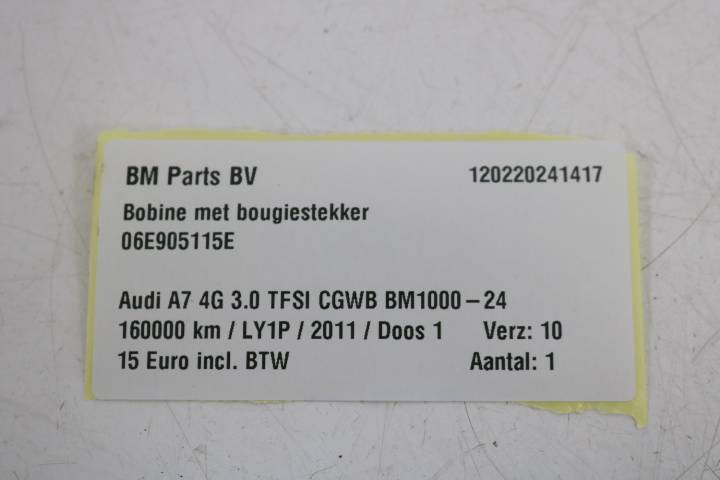 BM Parts BV 120220241417
Bobine met bougiestekker
06E905115E
Audi A7 4G 3.0 TFSI CGWB BM1000-24
160000 km / LY1P / 2011 / Doos 1 Verz: 10
15 Euro incl. BTW Aantal: 1